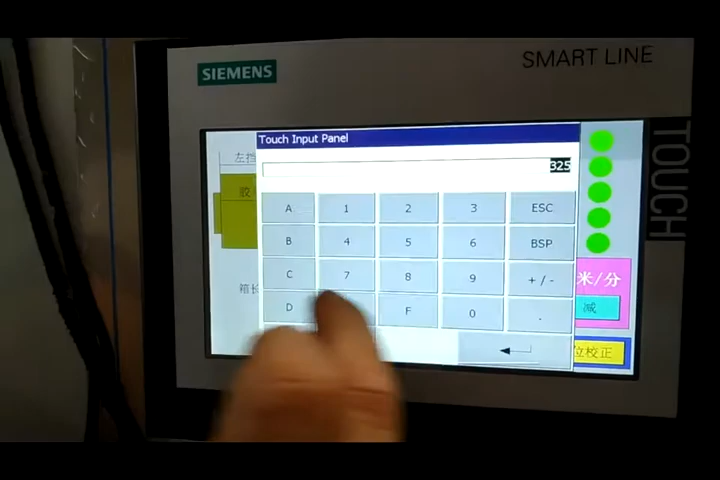 SIEMENS
SMART LINE
TOUCH
Touch Input Panel
325
A 1 2 3 ESC
B 4 5 6 BSP
C 7 8 9 + / -
D F 0 .
左挡
胶
箱长
米/分
减
位校正